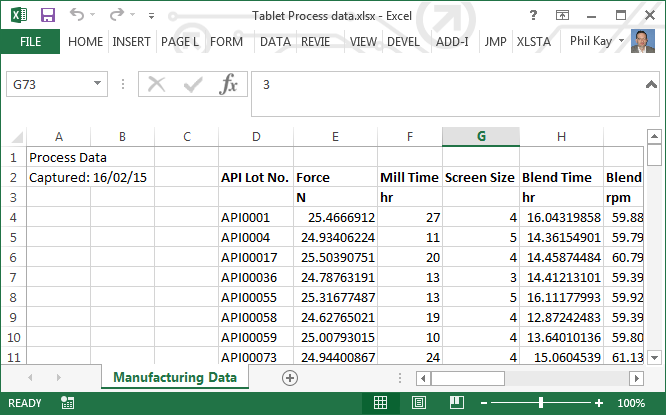 Tablet Process data.xlsx - Excel
FILE HOME INSERT PAGE L FORM DATA REVIE VIEW DEVEL ADD-I JMP XLSTA Phil Kay
G73 fx 3
A B C D E F G H
1 Process Data
2 Captured: 16/02/15 API Lot No. Force Mill Time Screen Size Blend Time Blend
3 N hr hr rpm
4 API0001 25.4666912 27 4 16.04319858 59.88
5 API0004 24.93406224 11 5 14.36154901 59.79
6 API00017 25.50390751 20 4 14.45874484 60.79
7 API00036 24.78763191 13 3 14.41213101 59.39
8 API00055 25.31677487 13 5 16.11177993 59.92
9 API00058 24.62765021 19 4 12.87242483 59.39
10 API00059 25.00793015 10 4 13.64010136 59.80
11 API00073 24.94400867 24 4 15.0604539 61.13
Manufacturing Data
READY 100%